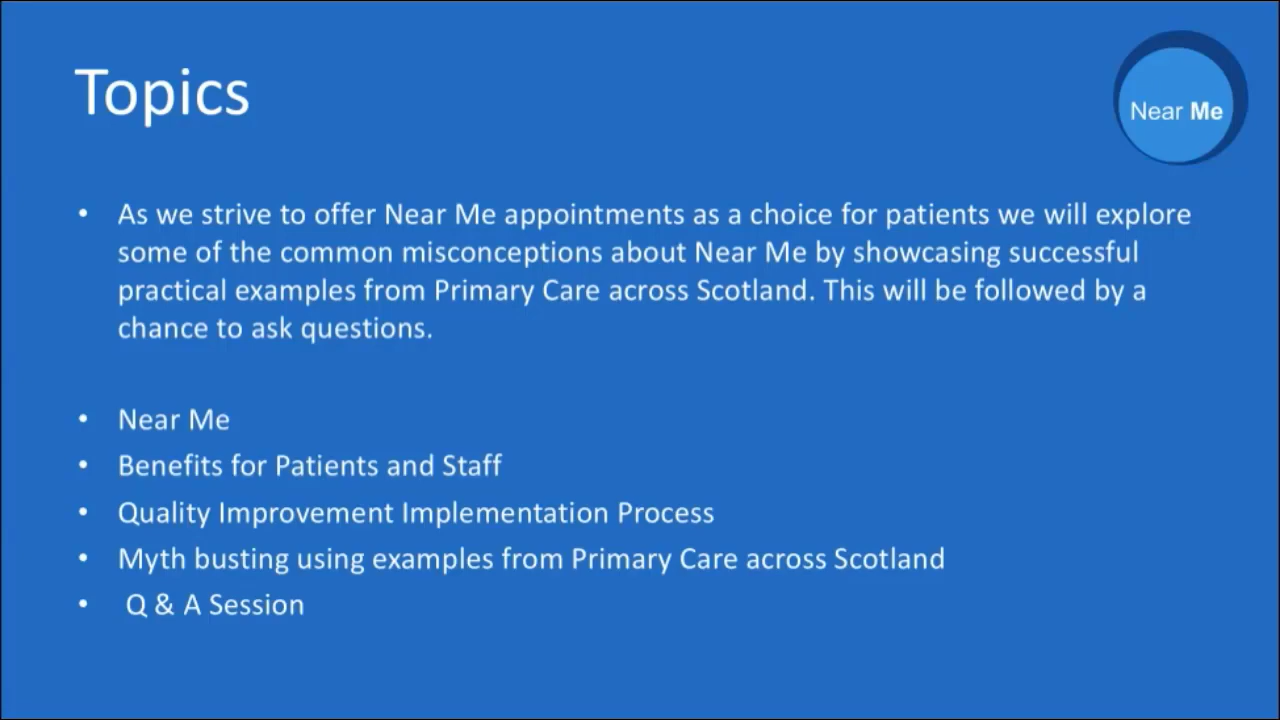 Topics
Near Me
• As we strive to offer Near Me appointments as a choice for patients we will explore
some of the common misconceptions about Near Me by showcasing successful
practical examples from Primary Care across Scotland. This will be followed by a
chance to ask questions.
• Near Me
• Benefits for Patients and Staff
• Quality Improvement Implementation Process
• Myth busting using examples from Primary Care across Scotland
• Q & A Session